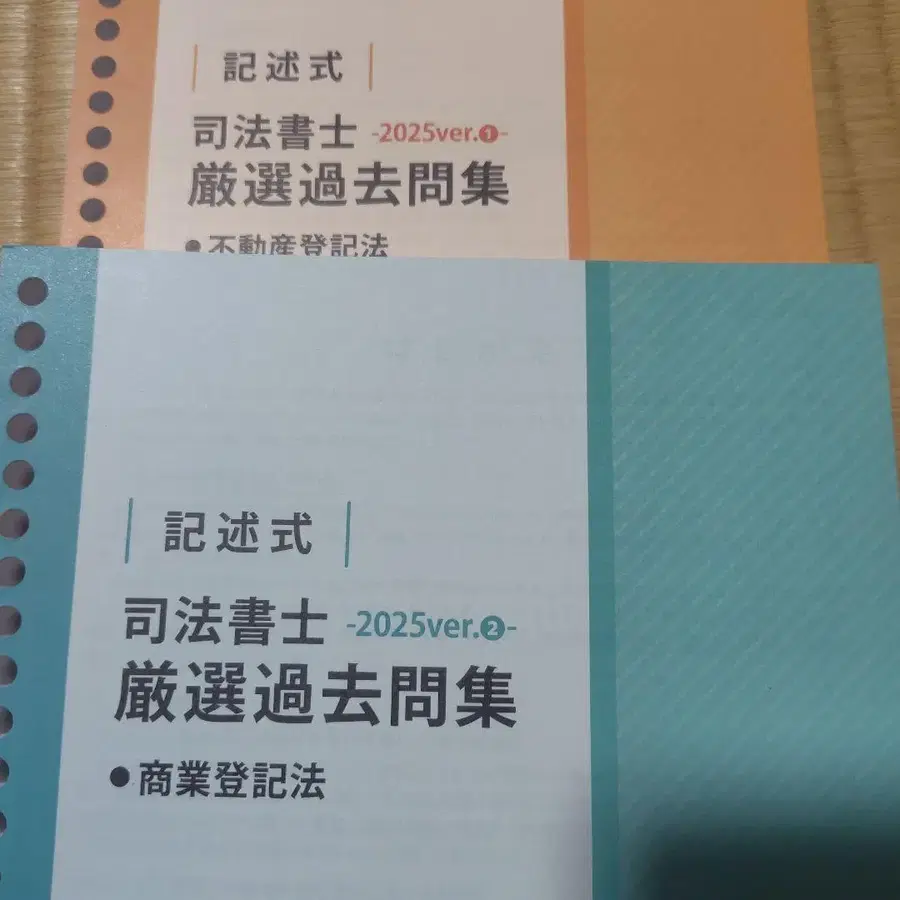 記述式
司法書士 -2025ver.❶-
厳選過去問集
●不動産登記法
記述式
司法書士 -2025ver.❷-
厳選過去問集
●商業登記法